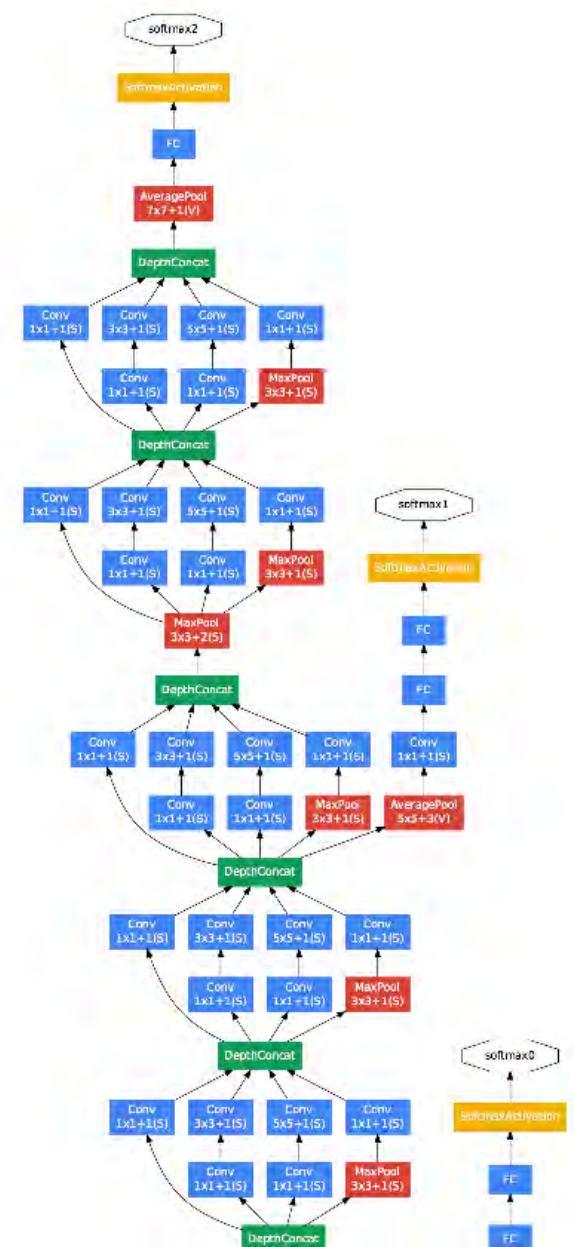 softmax2
SoftmaxActivation
FC
AveragePool
7x7+1(V)
DepthConcat
Conv
1x1+1(S)
Conv
3x3+1(S)
Conv
5x5+1(S)
Conv
1x1+1(S)
Conv
1x1+1(S)
Conv
1x1+1(S)
MaxPool
3x3+1(S)
DepthConcat
Conv
1x1+1(S)
Conv
3x3+1(S)
Conv
5x5+1(S)
Conv
1x1+1(S)
softmax1
Conv
1x1+1(S)
Conv
1x1+1(S)
MaxPool
3x3+1(S)
SoftmaxActivation
MaxPool
3x3+2(S)
FC
DepthConcat
FC
Conv
1x1+1(S)
Conv
3x3+1(S)
Conv
5x5+1(S)
Conv
1x1+1(S)
Conv
1x1+1(S)
Conv
1x1+1(S)
Conv
1x1+1(S)
MaxPool
3x3+1(S)
AveragePool
5x5+3(V)
DepthConcat
Conv
1x1+1(S)
Conv
3x3+1(S)
Conv
5x5+1(S)
Conv
1x1+1(S)
Conv
1x1+1(S)
Conv
1x1+1(S)
MaxPool
3x3+1(S)
DepthConcat
softmax0
Conv
1x1+1(S)
Conv
3x3+1(S)
Conv
5x5+1(S)
Conv
1x1+1(S)
SoftmaxActivation
Conv
1x1+1(S)
Conv
1x1+1(S)
MaxPool
3x3+1(S)
FC
DepthConcat
FC